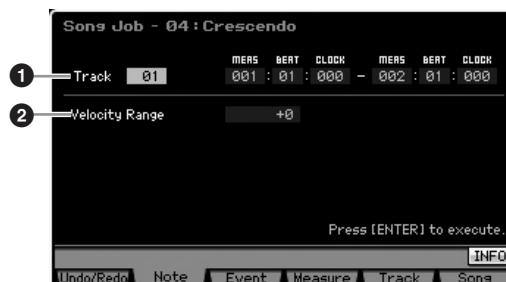 Song Job - 04:Crescendo
MEAS BEAT CLOCK MEAS BEAT CLOCK
1 Track 01 001:01:000 - 002:01:000
2 Velocity Range +0
Press [ENTER] to execute.
INFO
Undo/Redo Note Event Measure Track Song